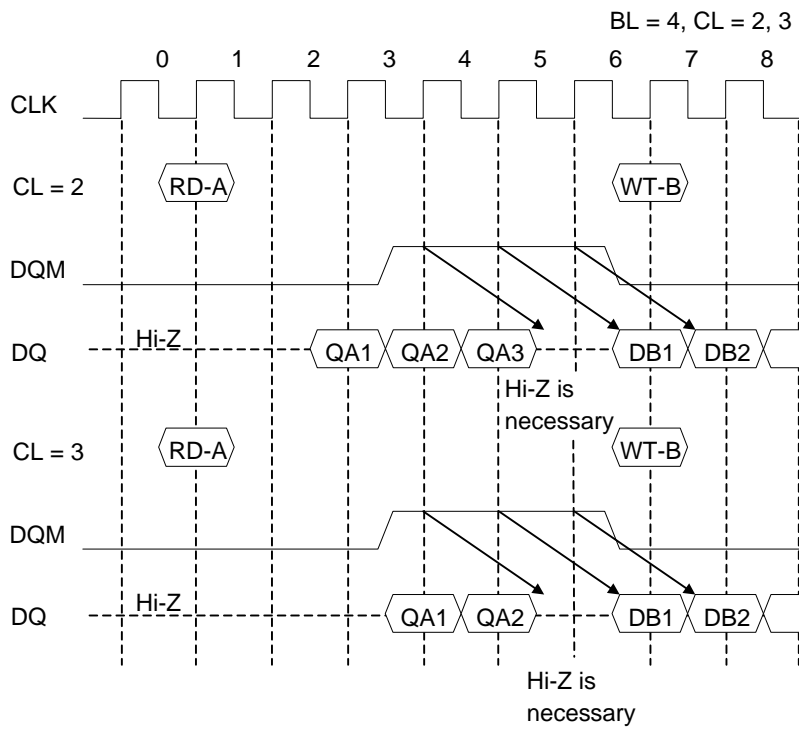 BL = 4, CL = 2, 3
0 1 2 3 4 5 6 7 8
CLK
CL = 2 RD-A WT-B
DQM
DQ Hi-Z QA1 QA2 QA3 DB1 DB2
Hi-Z is
necessary
CL = 3 RD-A WT-B
DQM
DQ Hi-Z QA1 QA2 DB1 DB2
Hi-Z is
necessary